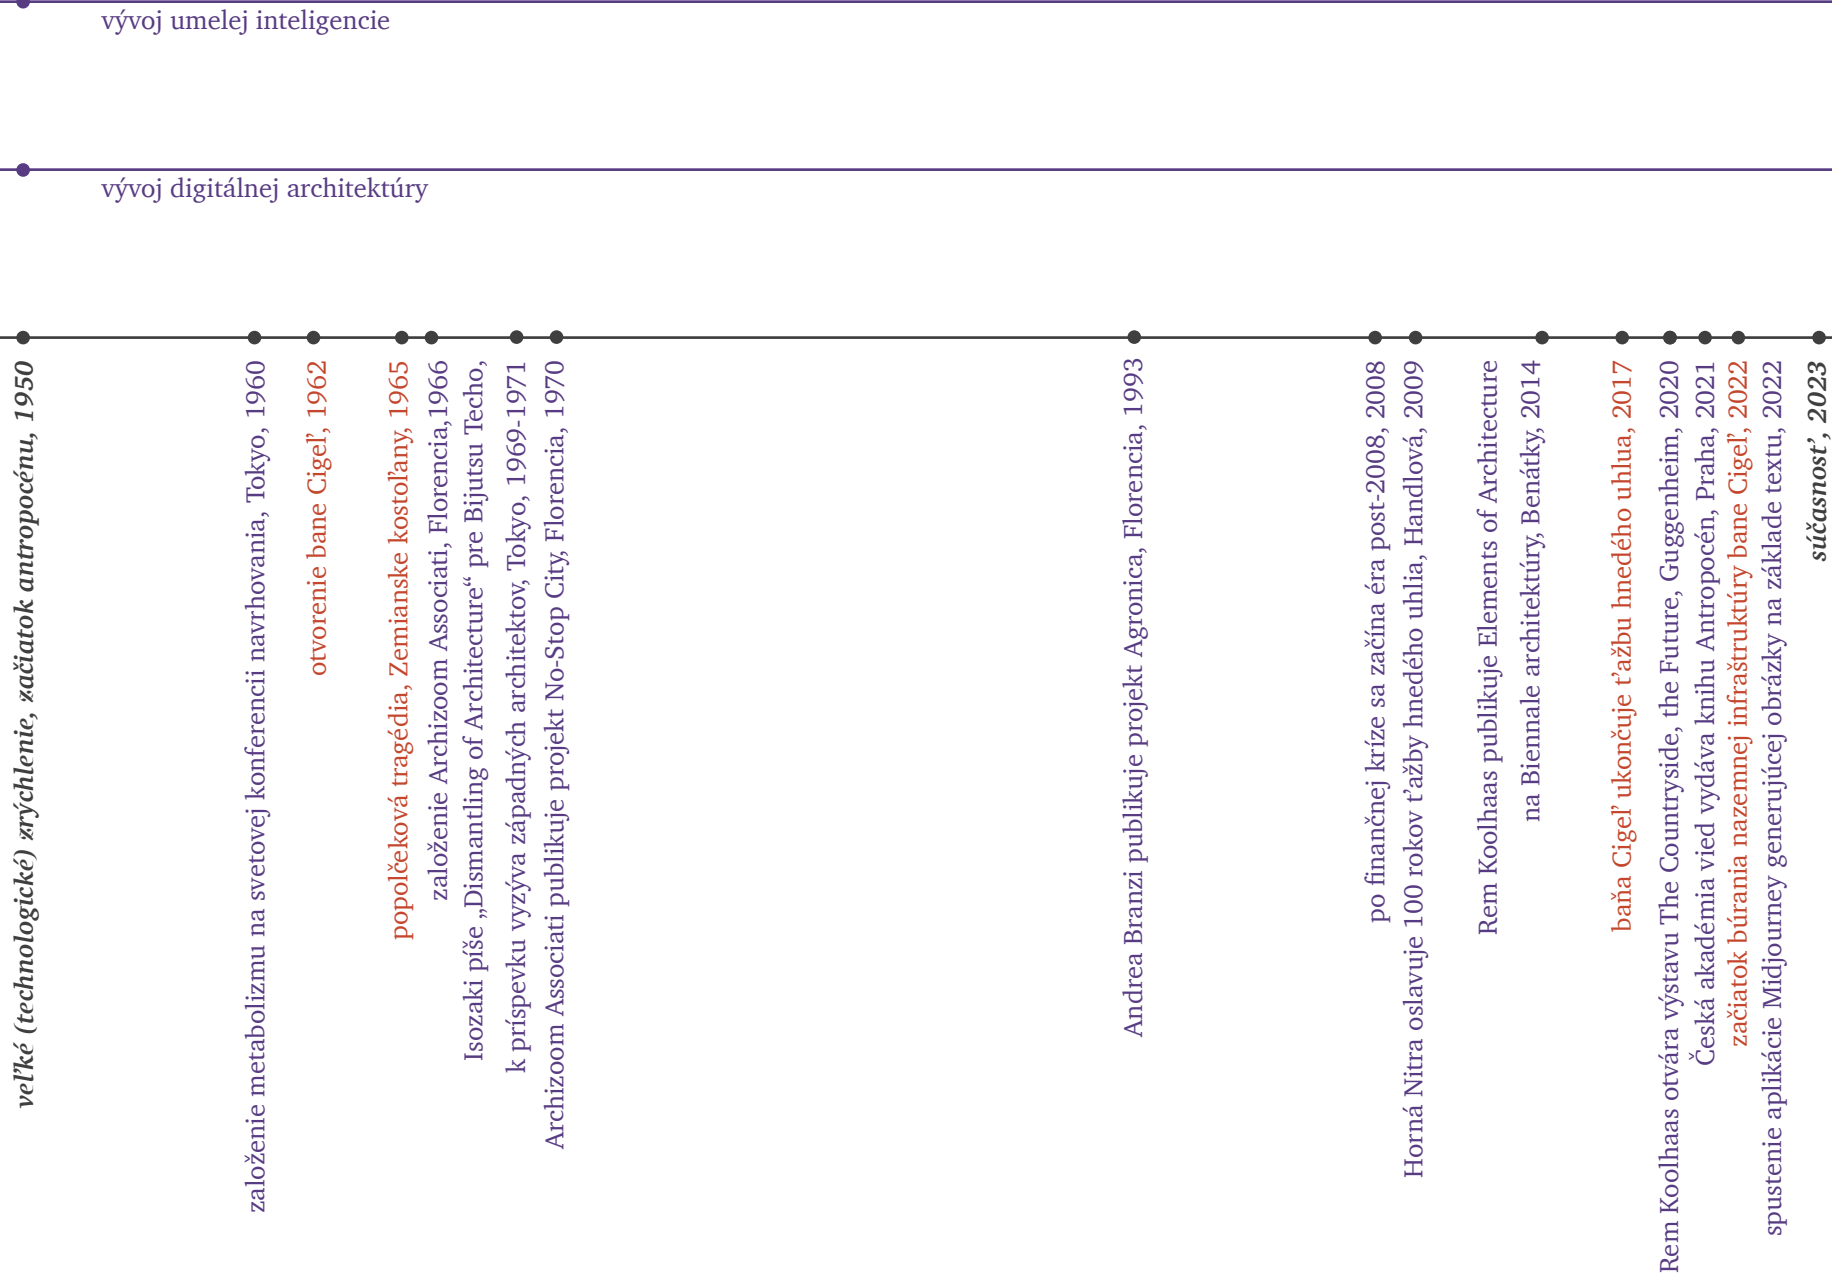 vývoj umelej inteligencie
vývoj digitálnej architektúry
veľké (technologické) zrýchlenie, začiatok antropocénu, 1950
založenie metabolizmu na svetovej konferencii navrhovania, Tokyo, 1960
otvorenie bane Cigeľ, 1962
popolčeková tragédia, Zemianske kostoľany, 1965
založenie Archizoom Associati, Florencia,1966
Isozaki píše „Dismantling of Architecture“ pre Bijutsu Techo,
k príspevku vyzýva západných architektov, Tokyo, 1969-1971
Archizoom Associati publikuje projekt No-Stop City, Florencia, 1970
Andrea Branzi publikuje projekt Agronica, Florencia, 1993
po finančnej kríze sa začína éra post-2008, 2008
Horná Nitra oslavuje 100 rokov ťažby hnedého uhlia, Handlová, 2009
Rem Koolhaas publikuje Elements of Architecture
na Biennale architektúry, Benátky, 2014
baňa Cigeľ ukončuje ťažbu hnedého uhlua, 2017
Rem Koolhaas otvára výstavu The Countryside, the Future, Guggenheim, 2020
Česká akadémia vied vydáva knihu Antropocén, Praha, 2021
začiatok búrania nazemnej infraštruktúry bane Cigeľ, 2022
spustenie aplikácie Midjourney generujúcej obrázky na základe textu, 2022
súčasnosť, 2023